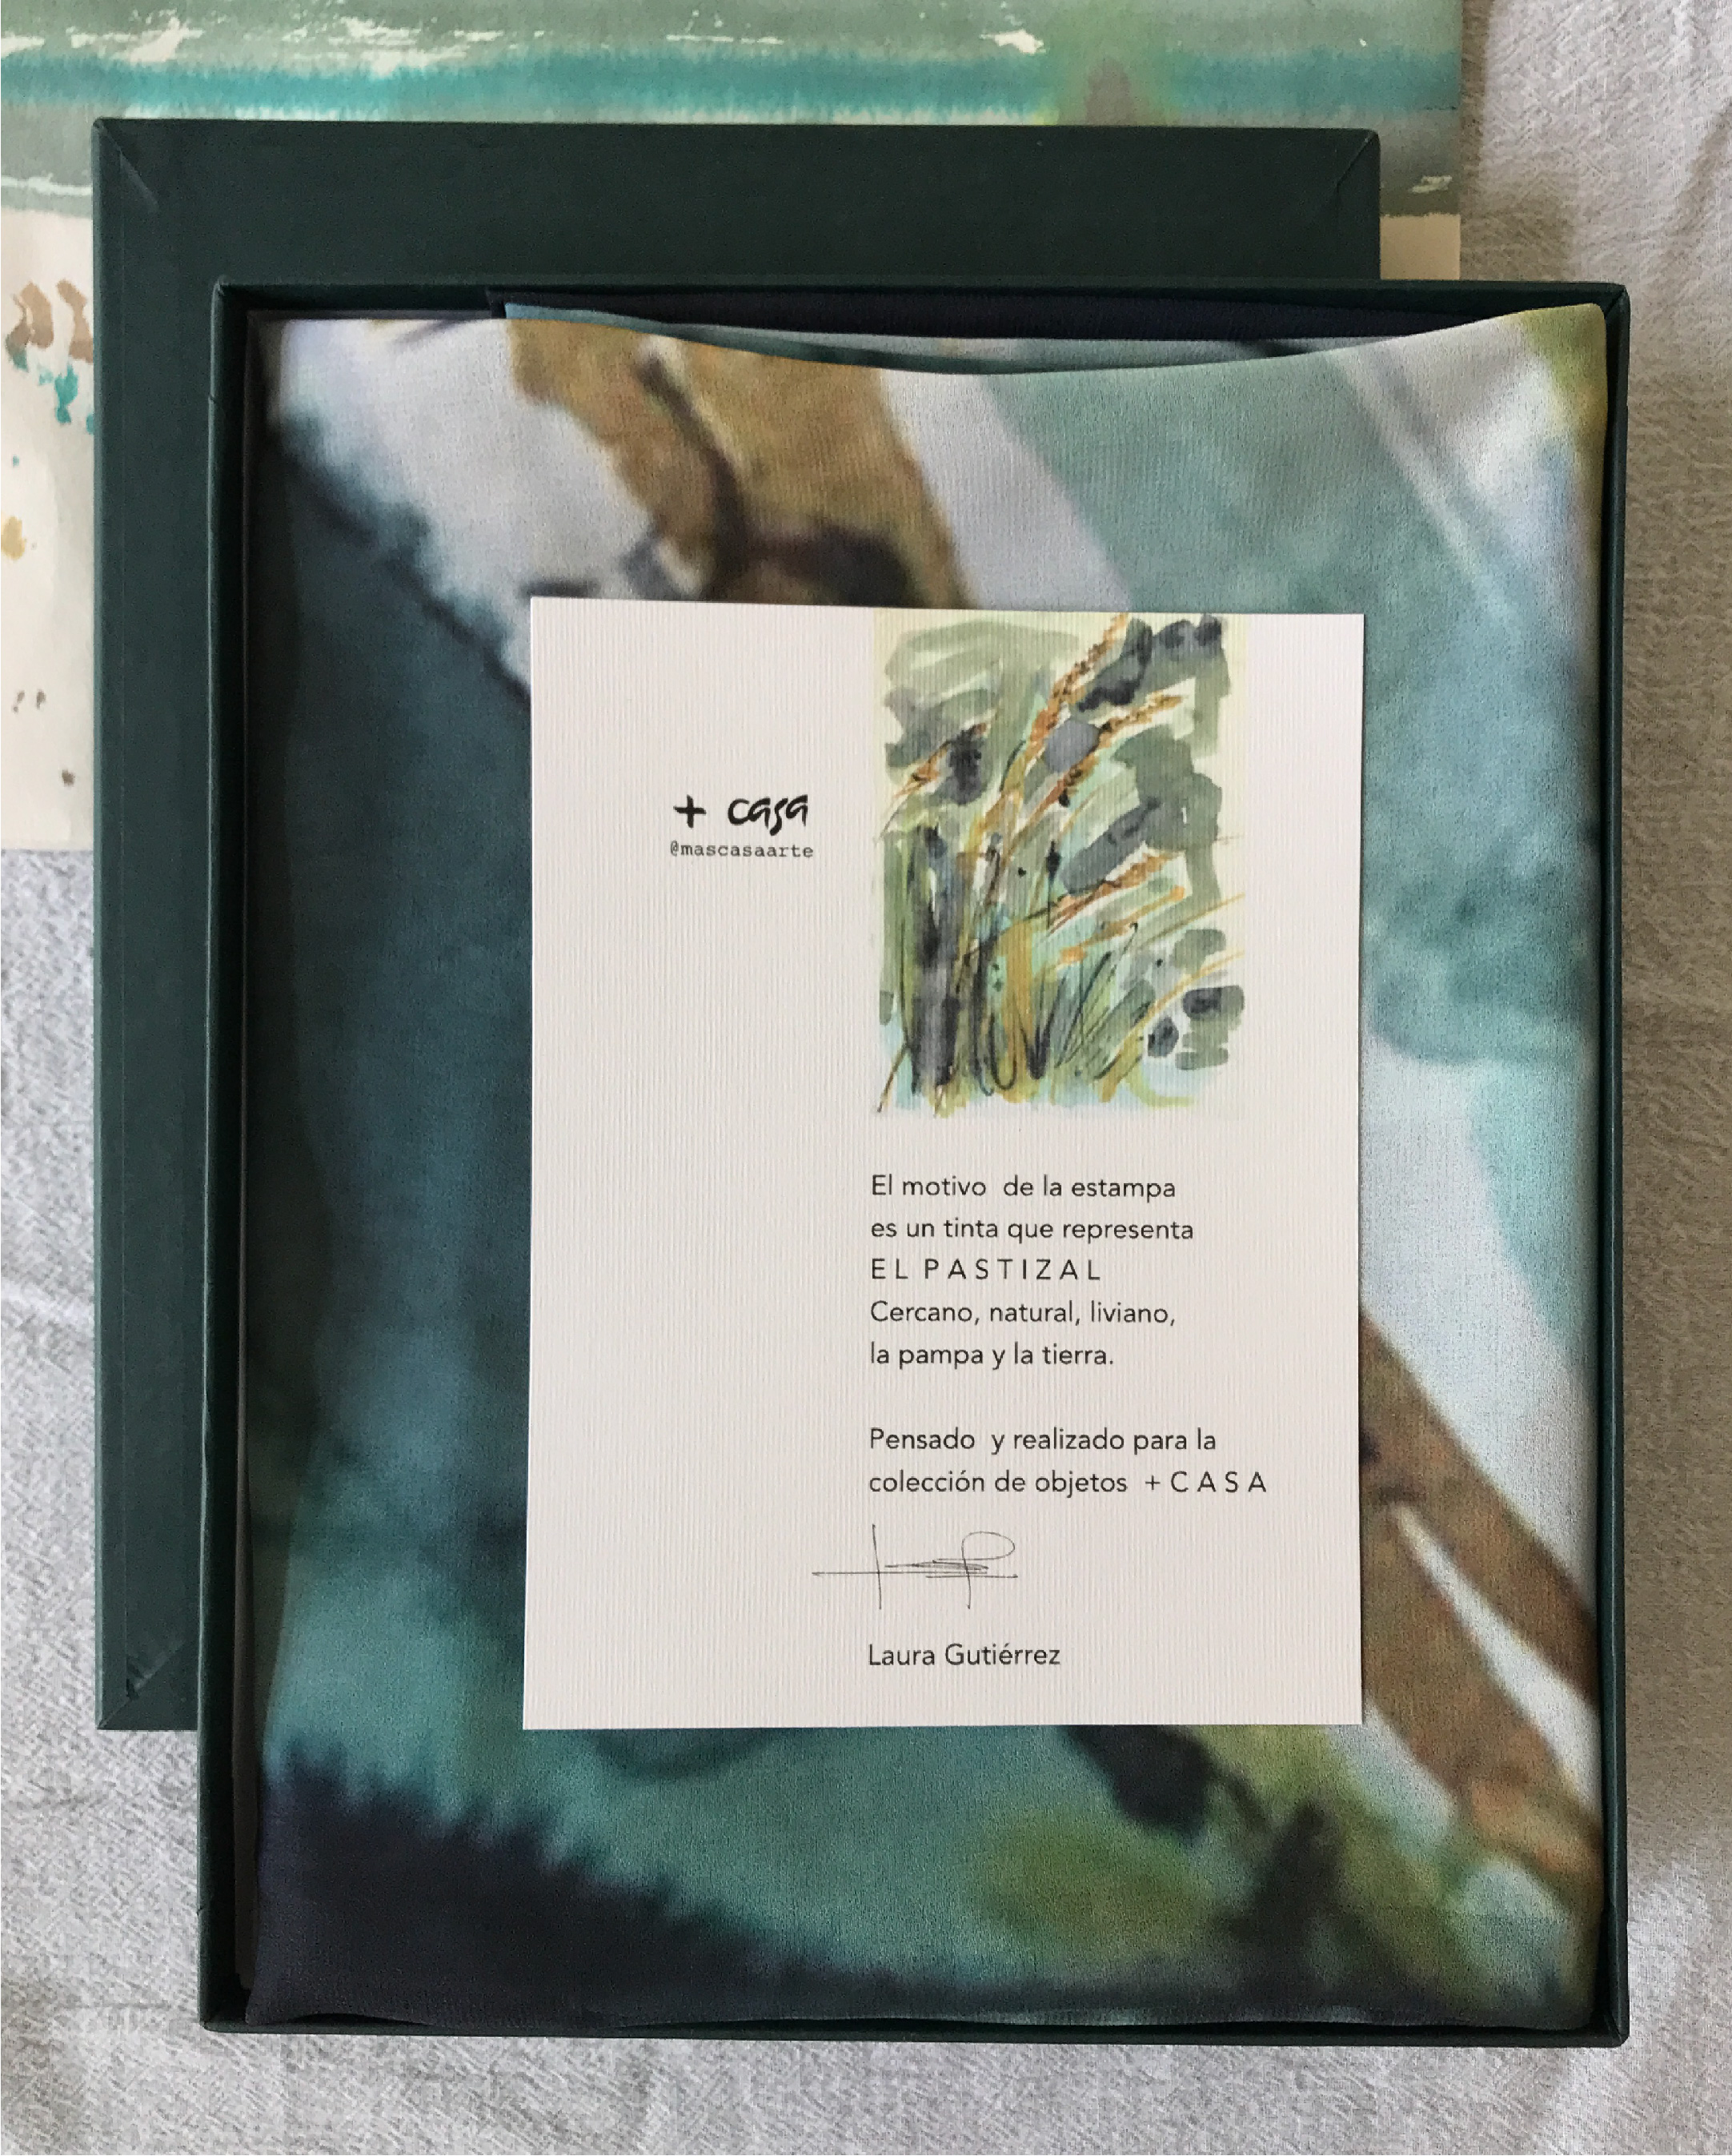 + casa
@mascasaarte
El motivo de la estampa
es un tinta que representa
EL PASTIZAL
Cercano, natural, liviano,
la pampa y la tierra.
Pensado y realizado para la
colección de objetos + CASA
Laura Gutiérrez